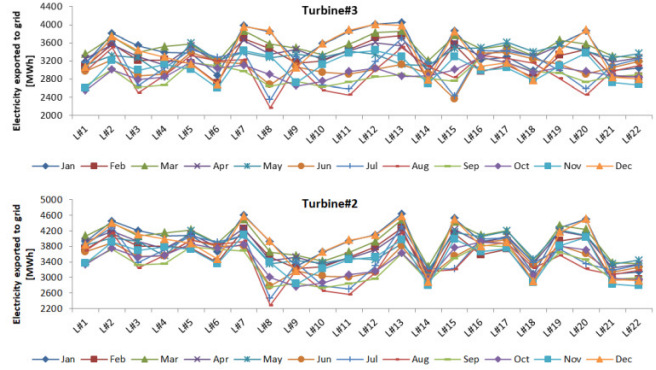 Turbine#3
Electricity exported to grid
[MWh]
4400
4000
3600
3200
2800
2400
2000
L#1 L#2 L#3 L#4 L#5 L#6 L#7 L#8 L#9 L#10 L#11 L#12 L#13 L#14 L#15 L#16 L#17 L#18 L#19 L#20 L#21 L#22
Jan Feb Mar Apr May Jun Jul Aug Sep Oct Nov Dec
Turbine#2
Electricity exported to grid
[MWh]
5000
4600
4200
3800
3400
3000
2600
2200
L#1 L#2 L#3 L#4 L#5 L#6 L#7 L#8 L#9 L#10 L#11 L#12 L#13 L#14 L#15 L#16 L#17 L#18 L#19 L#20 L#21 L#22
Jan Feb Mar Apr May Jun Jul Aug Sep Oct Nov Dec